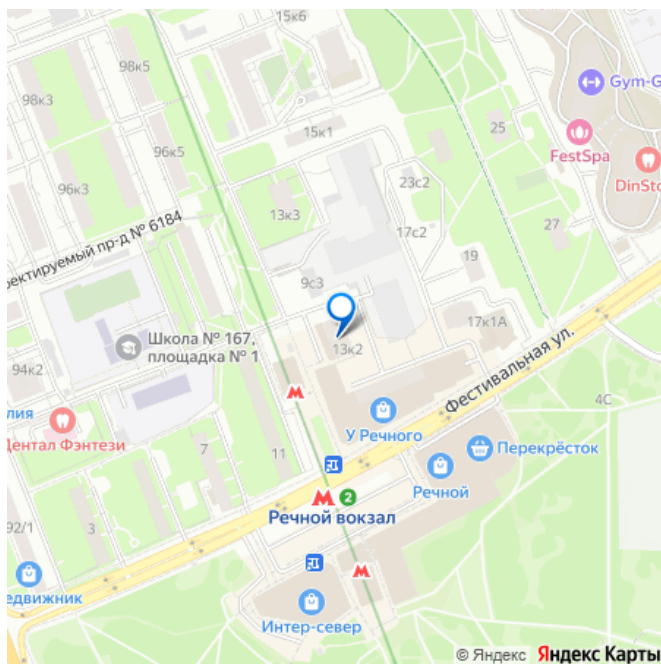 15к6
98к5
98к3
Gym-G
15к1
25
FestSpa
96к5
DinSto
96к3
23с2
13к3
17с2
27
19
ректируемый пр-д № 6184
9с3
17к1А
Фестивальная ул.
Школа № 167,
площадка № 1
13к2
94к2
4С
лия
Дентал Фэнтези
У Речного
Перекрёсток
7
11
Речной
2
Речной вокзал
92/1
3
едвижник
Интер-север
© Яндекс Яндекс Карты